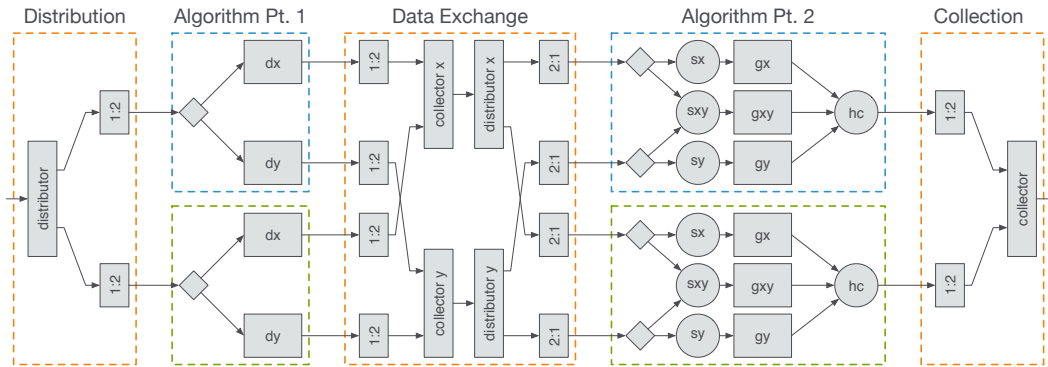 Distribution
Algorithm Pt. 1
Data Exchange
Algorithm Pt. 2
Collection
distributor
1:2
1:2
dx
dy
dx
dy
1:2
1:2
1:2
1:2
collector x
distributor x
collector y
distributor y
2:1
2:1
2:1
2:1
sx
gx
sxy
gxy
hc
sy
gy
sx
gx
sxy
gxy
hc
sy
gy
1:2
1:2
collector